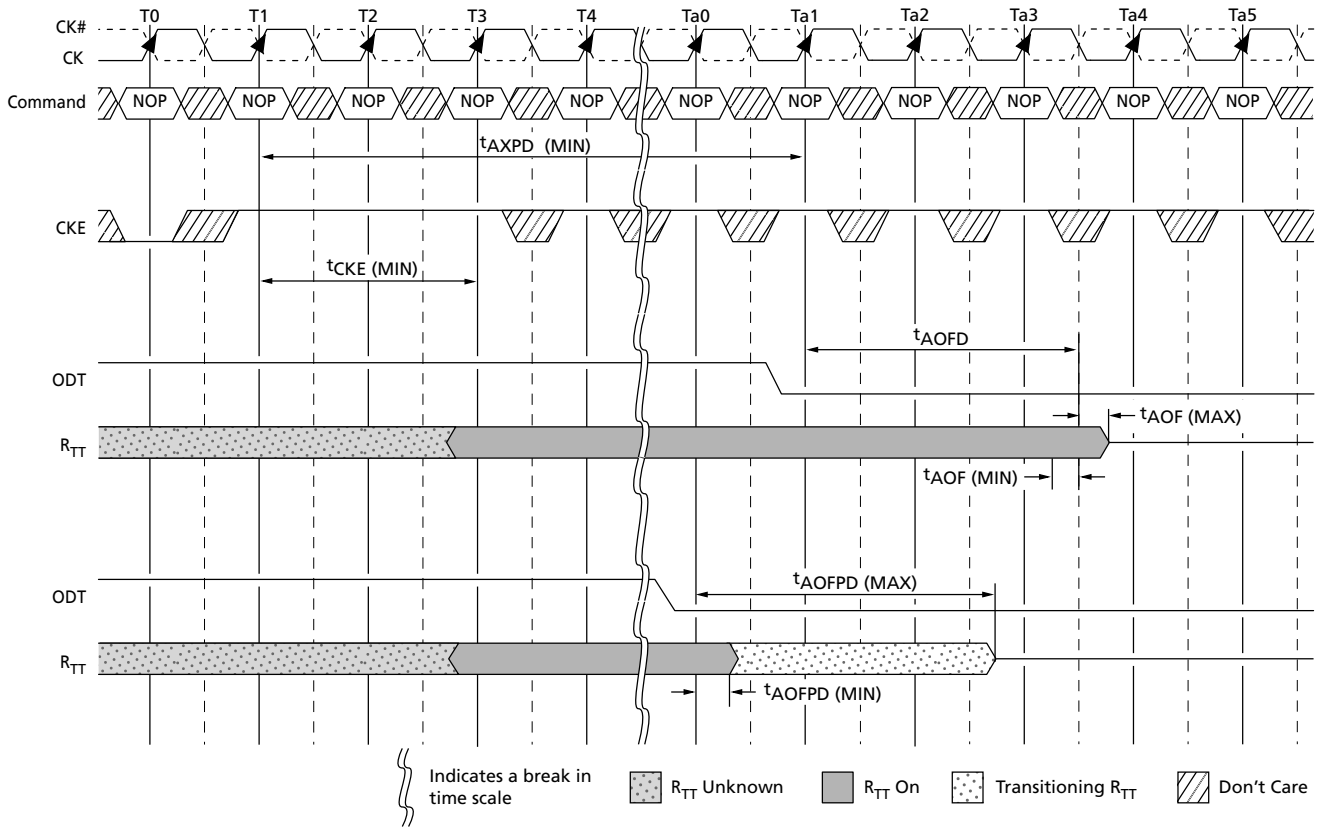 T0 T1 T2 T3 T4 Ta0 Ta1 Ta2 Ta3 Ta4 Ta5
CK#
CK
Command NOP NOP NOP NOP NOP NOP NOP NOP NOP NOP NOP
tAXPD (MIN)
CKE
tCKE (MIN)
tAOFD
ODT
tAOF (MAX)
RTT
tAOF (MIN)
tAOFPD (MAX)
ODT
RTT
tAOFPD (MIN)
Indicates a break in
time scale
RTT Unknown
RTT On
Transitioning RTT
Don't Care